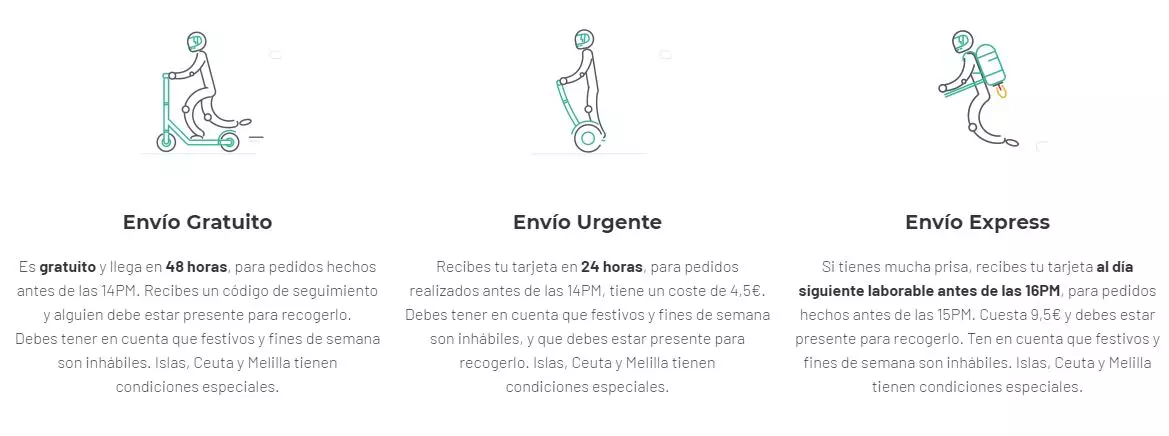 Envío Gratuito
Es gratuito y llega en 48 horas, para pedidos hechos
antes de las 14PM. Recibes un código de seguimiento
y alguien debe estar presente para recogerlo.
Debes tener en cuenta que festivos y fines de semana
son inhábiles. Islas, Ceuta y Melilla tienen
condiciones especiales.
Envío Urgente
Recibes tu tarjeta en 24 horas, para pedidos
realizados antes de las 14PM, tiene un coste de 4,5€.
Debes tener en cuenta que festivos y fines de semana
son inhábiles, y que debes estar presente para
recogerlo. Islas, Ceuta y Melilla tienen
condiciones especiales.
Envío Express
Si tienes mucha prisa, recibes tu tarjeta al día
siguiente laborable antes de las 16PM, para pedidos
hechos antes de las 15PM. Cuesta 9,5€ y debes estar
presente para recogerlo. Ten en cuenta que festivos y
fines de semana son inhábiles. Islas, Ceuta y Melilla
tienen condiciones especiales.